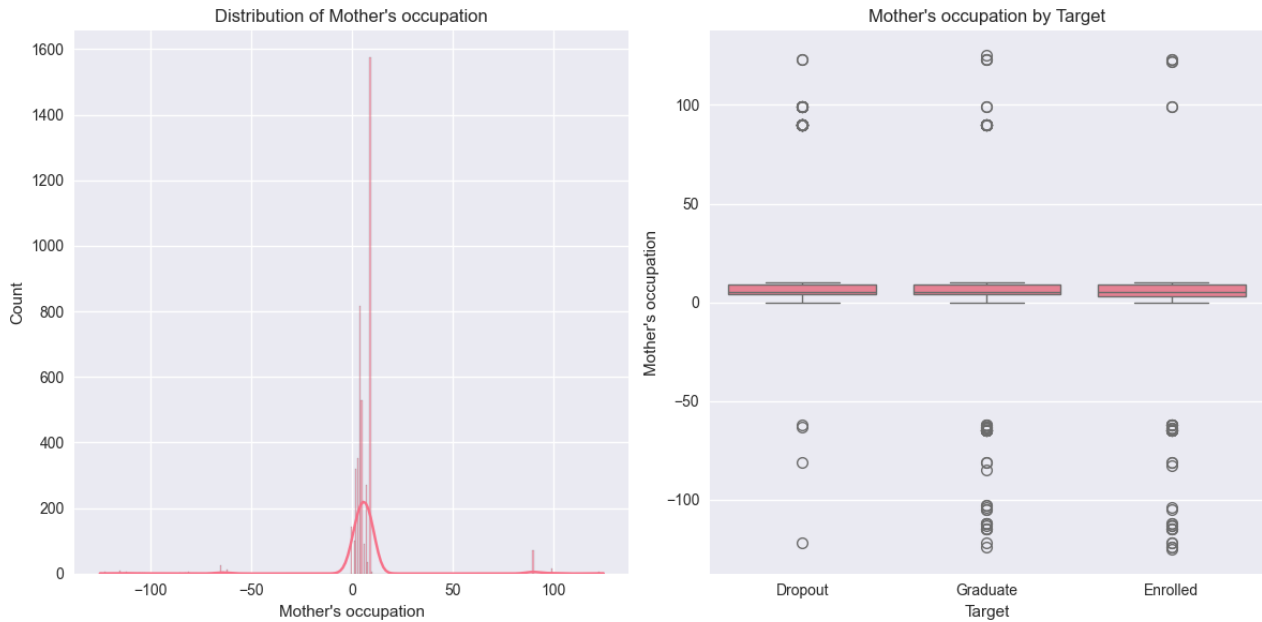 Distribution of Mother's occupation
Count
1600
1400
1200
1000
800
600
400
200
0
−100
−50
0
50
100
Mother's occupation
Mother's occupation by Target
Mother's occupation
100
50
0
−50
−100
Dropout
Graduate
Enrolled
Target